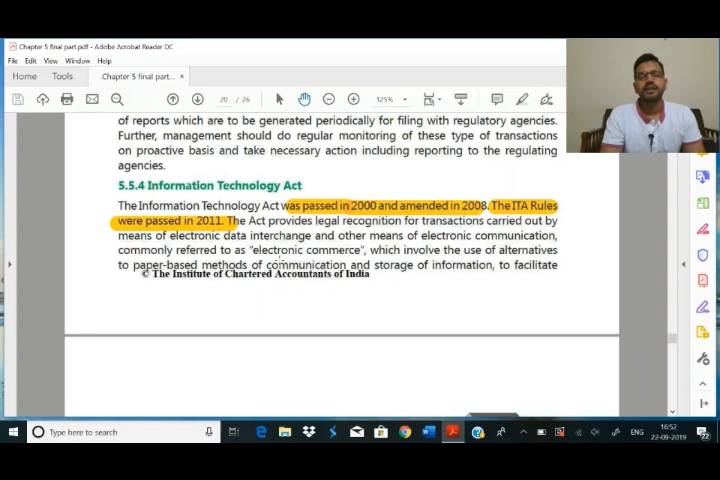 Chapter 5 final part.pdf - Adobe Acrobat Reader DC
File Edit View Window Help
Home Tools Chapter 5 final part... ×
20 / 26 125%
of reports which are to be generated periodically for filing with regulatory agencies.
Further, management should do regular monitoring of these type of transactions
on proactive basis and take necessary action including reporting to the regulating
agencies.
5.5.4 Information Technology Act
The Information Technology Act was passed in 2000 and amended in 2008. The ITA Rules
were passed in 2011. The Act provides legal recognition for transactions carried out by
means of electronic data interchange and other means of electronic communication,
commonly referred to as “electronic commerce”, which involve the use of alternatives
to paper-based methods of communication and storage of information, to facilitate
© The Institute of Chartered Accountants of India
Type here to search
ENG
16:52
22-09-2019
22